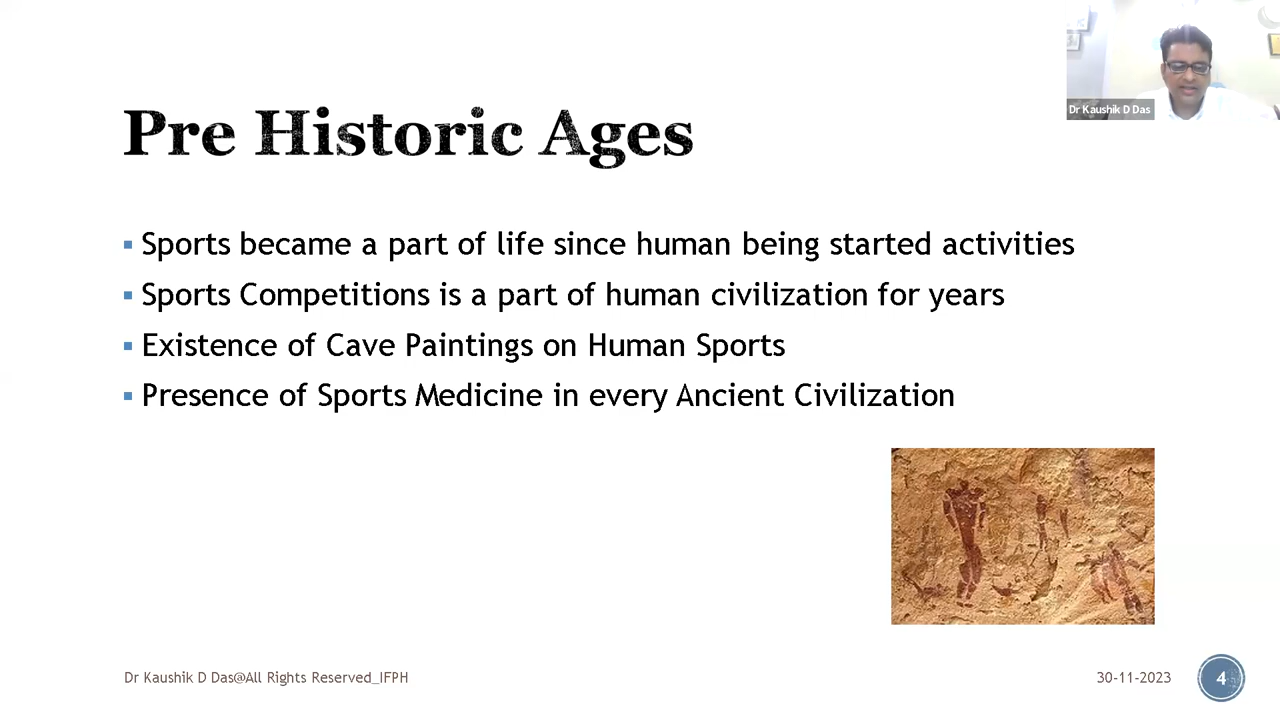 Dr Kaushik D Das
Pre Historic Ages
▪ Sports became a part of life since human being started activities
▪ Sports Competitions is a part of human civilization for years
▪ Existence of Cave Paintings on Human Sports
▪ Presence of Sports Medicine in every Ancient Civilization
Dr Kaushik D Das@All Rights Reserved_IFPH
30-11-2023
4